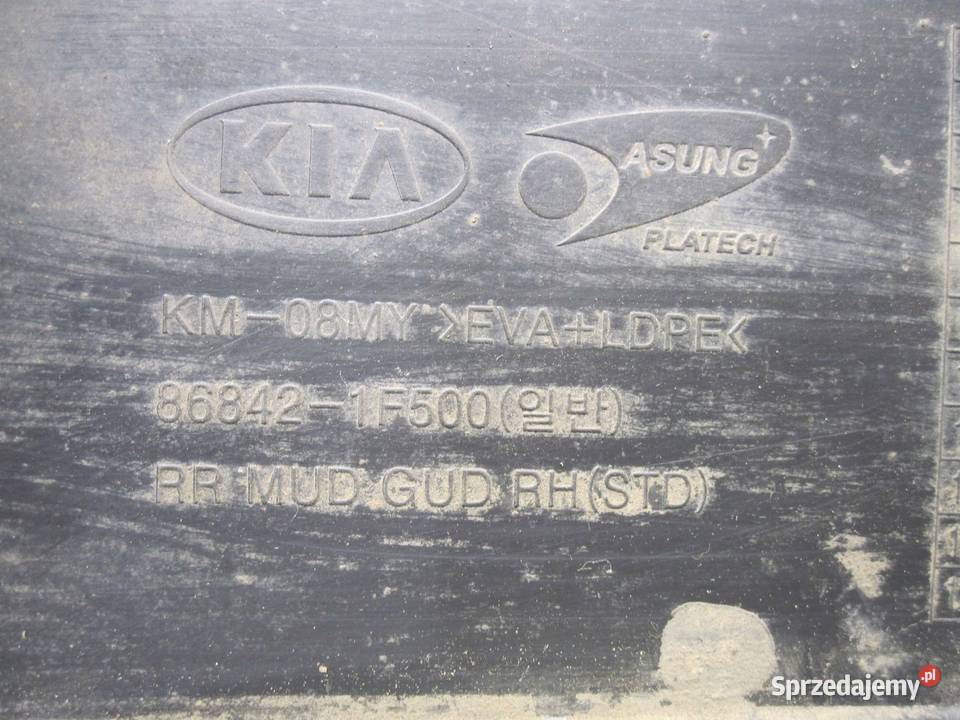 KIA
ASUNG
PLATECH
KM-08MY >EVA+LDPE<
86842-1F500(일반)
RR MUD GUD RH(STD)
Sprzedajemy.pl